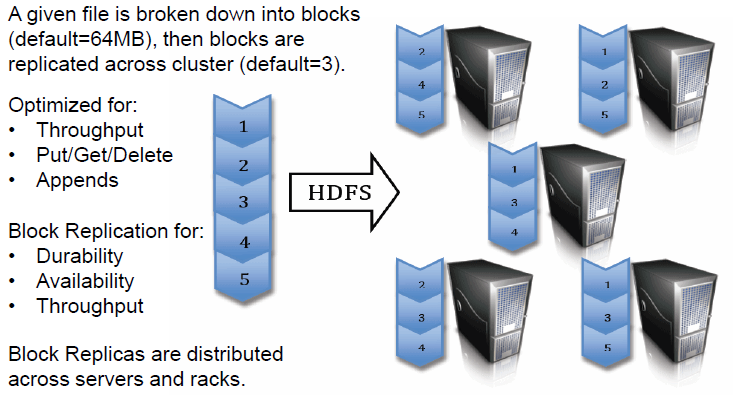 A given file is broken down into blocks
(default=64MB), then blocks are
replicated across cluster (default=3).
Optimized for:
• Throughput
• Put/Get/Delete
• Appends
Block Replication for:
• Durability
• Availability
• Throughput
Block Replicas are distributed
across servers and racks.
1
2
3
4
5
HDFS
2
4
5
1
2
5
1
3
4
2
3
4
1
3
5